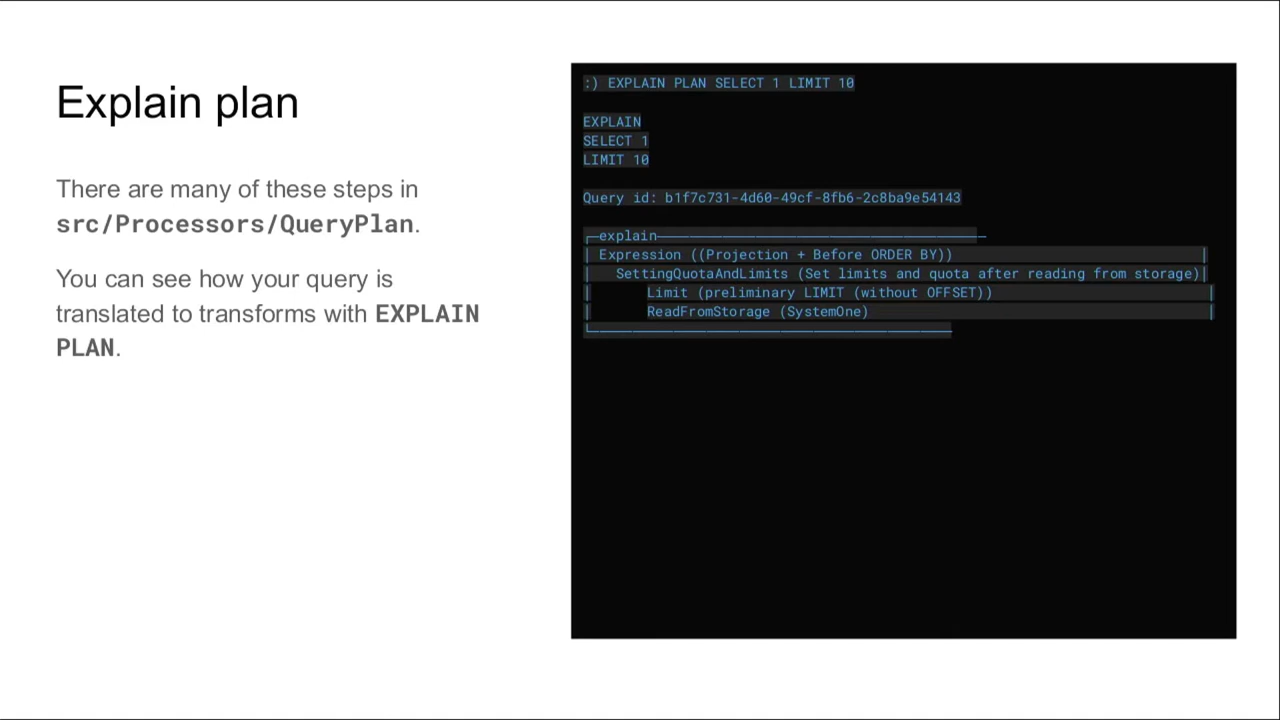 Explain plan
There are many of these steps in
src/Processors/QueryPlan.
You can see how your query is
translated to transforms with EXPLAIN
PLAN.
:) EXPLAIN PLAN SELECT 1 LIMIT 10
EXPLAIN
SELECT 1
LIMIT 10
Query id: b1f7c731-4d60-49cf-8fb6-2c8ba9e54143
┌─explain─────────────────────────────────────────┐
│ Expression ((Projection + Before ORDER BY)) │
│ SettingQuotaAndLimits (Set limits and quota after reading from storage)│
│ Limit (preliminary LIMIT (without OFFSET)) │
│ ReadFromStorage (SystemOne) │
└─────────────────────────────────────────────